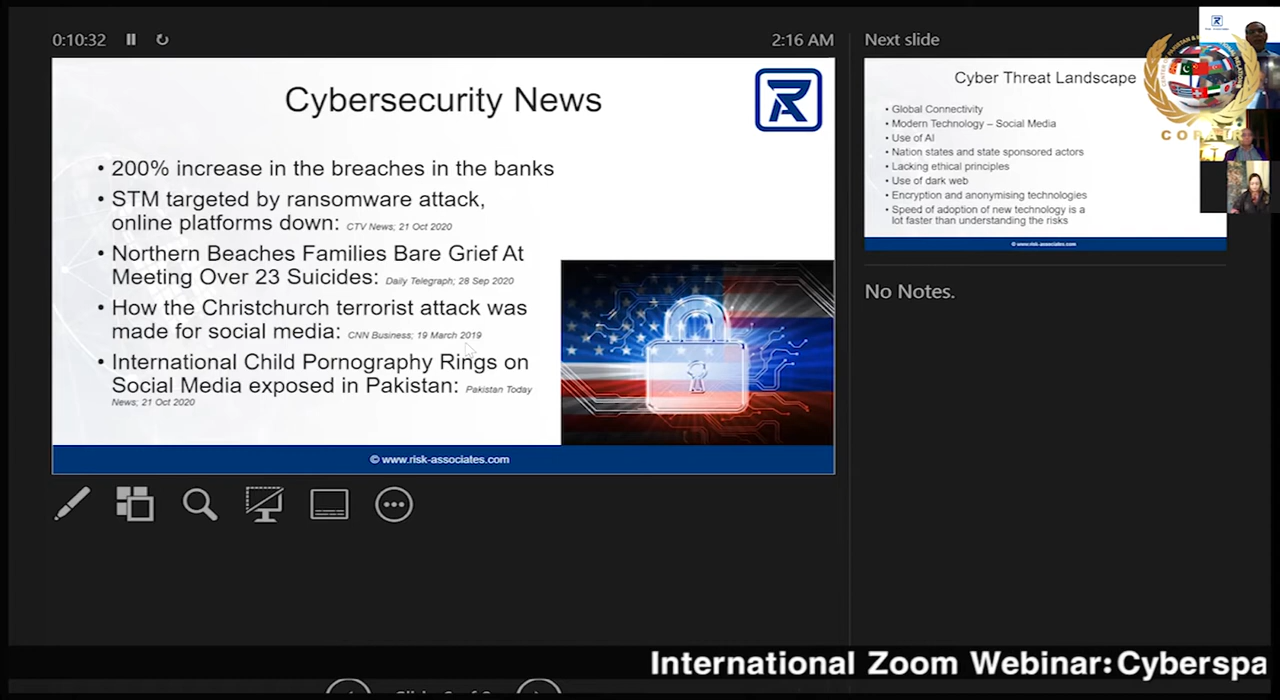 0:10:32
2:16 AM
Next slide
Cybersecurity News
R
• 200% increase in the breaches in the banks
• STM targeted by ransomware attack,
online platforms down: CTV News; 21 Oct 2020
• Northern Beaches Families Bare Grief At
Meeting Over 23 Suicides: Daily Telegraph; 28 Sep 2020
• How the Christchurch terrorist attack was
made for social media: CNN Business; 19 March 2019
• International Child Pornography Rings on
Social Media exposed in Pakistan: Pakistan Today
News; 21 Oct 2020
© www.risk-associates.com
Cyber Threat Landscape
• Global Connectivity
• Modern Technology – Social Media
• Use of AI
• Nation states and state sponsored actors
• Lacking ethical principles
• Use of dark web
• Encryption and anonymising technologies
• Speed of adoption of new technology is a
lot faster than understanding the risks
© www.risk-associates.com
No Notes.
International Zoom Webinar: Cyberspa